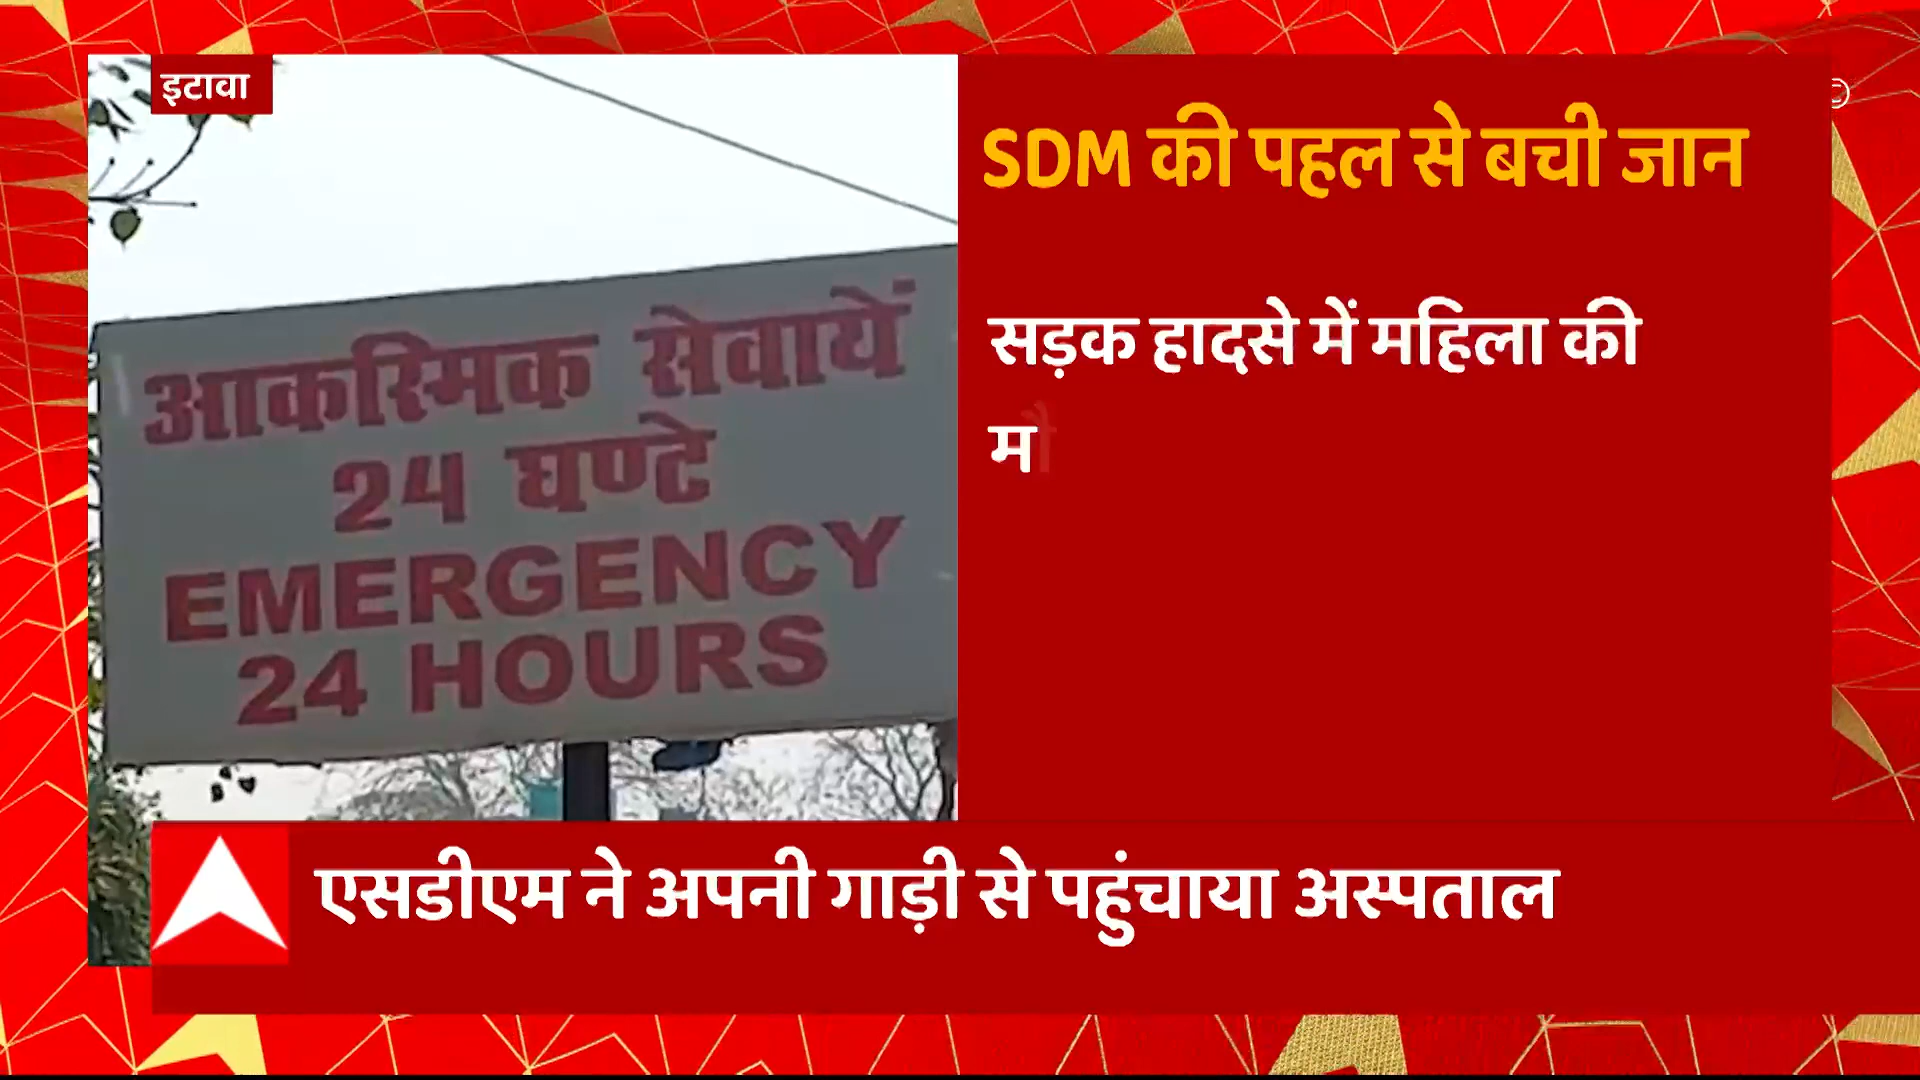 इटावा
SDM की पहल से बची जान
सड़क हादसे में महिला की
म
आकस्मिक सेवायें
24 घण्टे
EMERGENCY
24 HOURS
एसडीएम ने अपनी गाड़ी से पहुंचाया अस्पताल